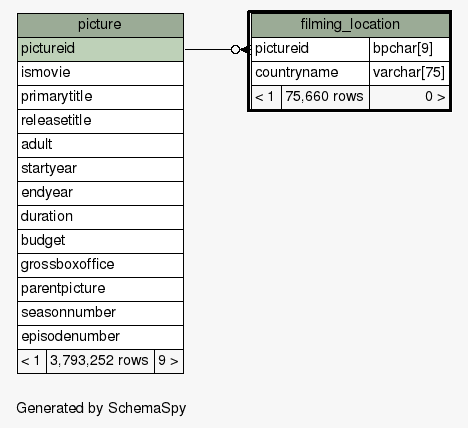 picture
pictureid
ismovie
primarytitle
releasetitle
adult
startyear
endyear
duration
budget
grossboxoffice
parentpicture
seasonnumber
episodenumber
< 1 3,793,252 rows 9 >
filming_location
pictureid bpchar[9]
countryname varchar[75]
< 1 75,660 rows 0 >
Generated by SchemaSpy